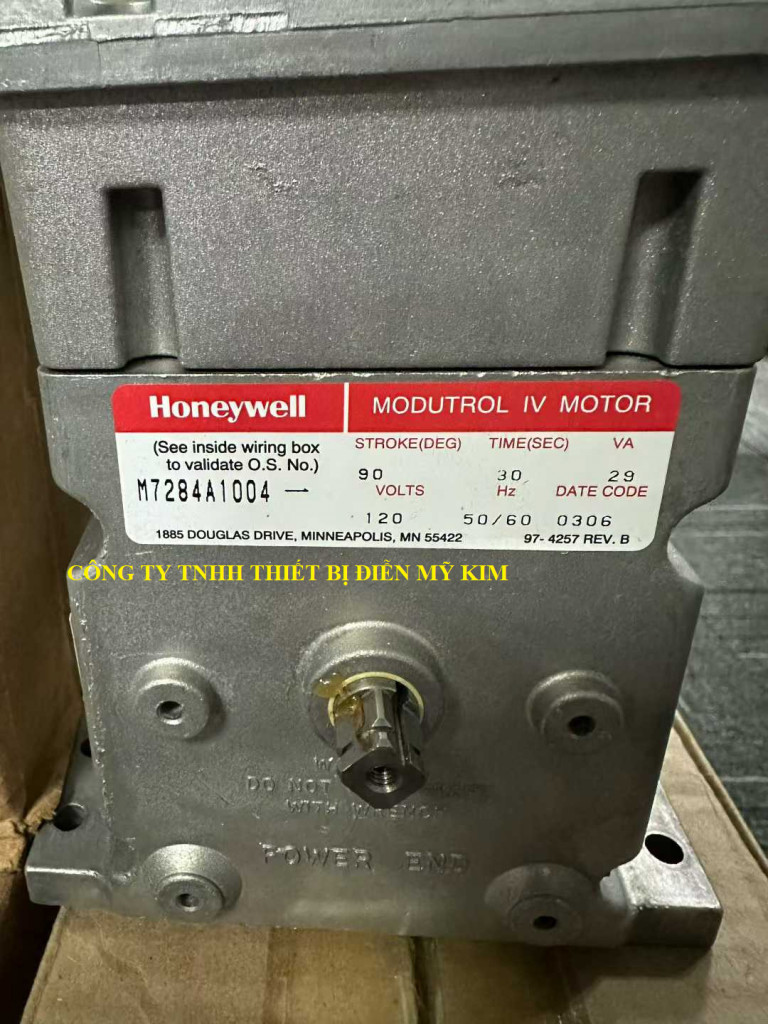 Honeywell
MODUTROL IV MOTOR
(See inside wiring box
to validate O.S. No.)
M7284A1004 —
STROKE(DEG) TIME(SEC) VA
90 30 29
VOLTS Hz DATE CODE
120 50/60 0306
1885 DOUGLAS DRIVE, MINNEAPOLIS, MN 55422 97-4257 REV. B
CÔNG TY TNHH THIẾT BỊ ĐIỄN MỸ KIM
DO NOT
WITH WRENCH
POWER END